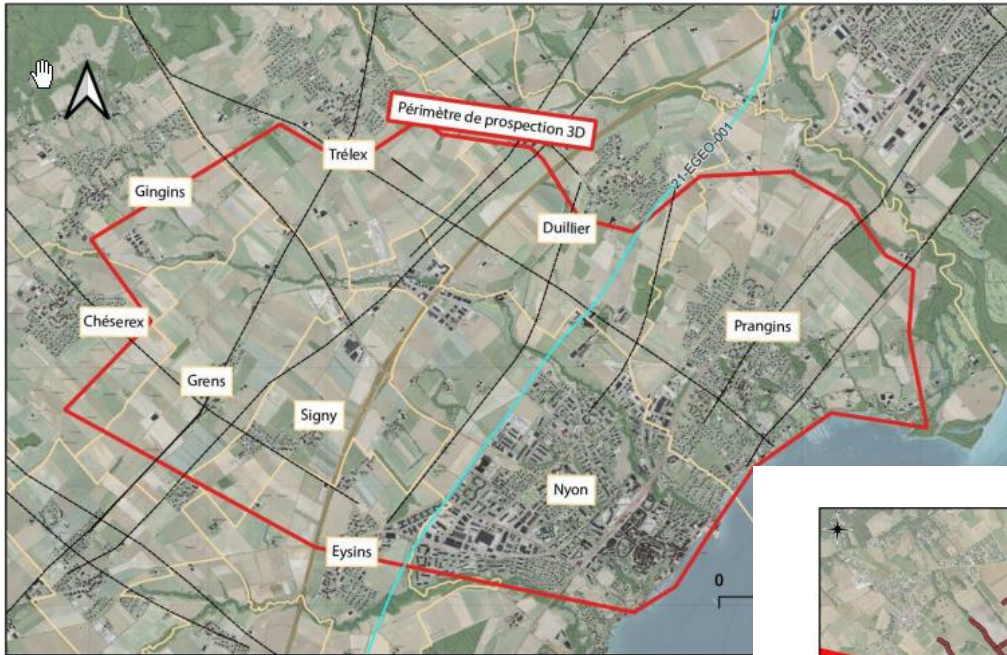 Périmètre de prospection 3D
Trélex
Gingins
21-EGEO-001
Duillier
Chéserex
Prangins
Grens
Signy
Nyon
Eysins
0